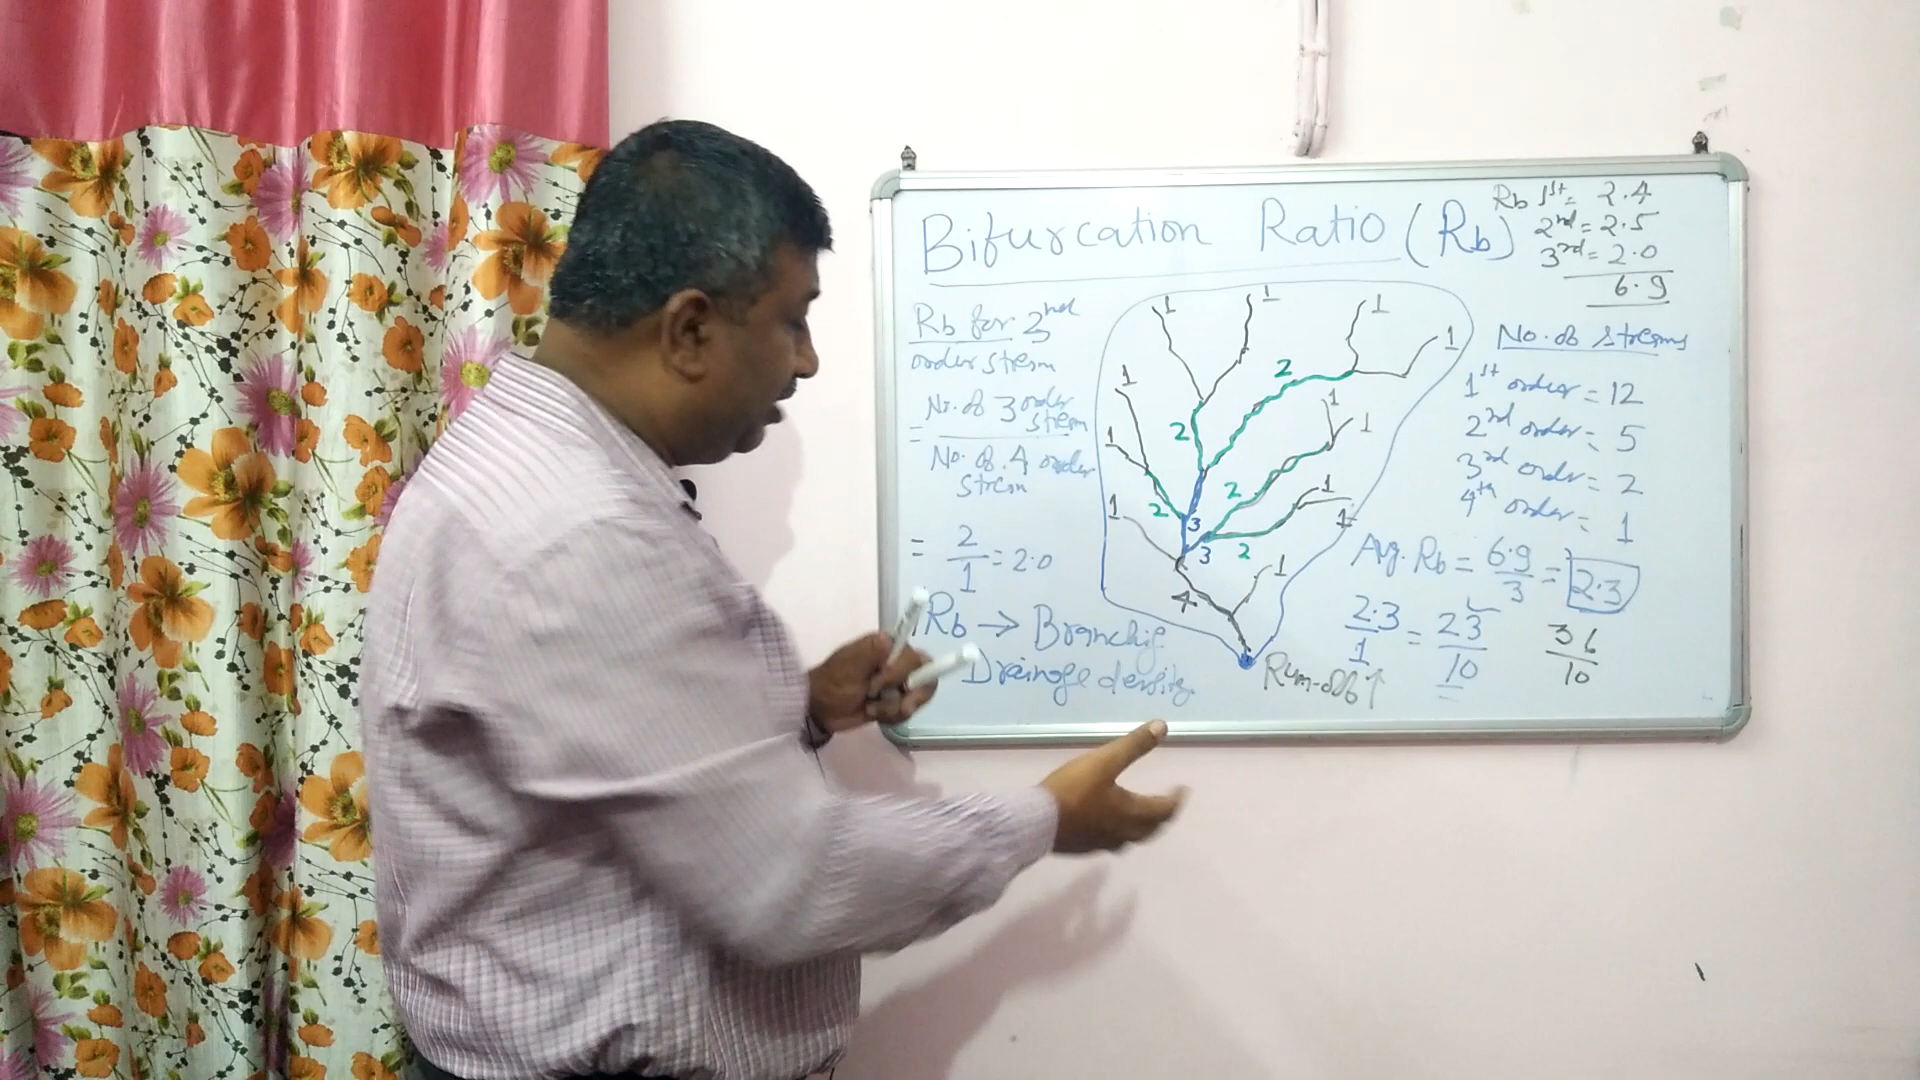 Bifurcation Ratio (Rb)
Rb 1st = 2.4
2nd = 2.5
3rd = 2.0
6.9
Rb for 3nd
order stream
= No. of 3 order stream
No. of 4 order
stream
= 2/1 = 2.0
Rb → Branching
Drainage density.
1
1
1
1
1
1
1
1
1
1
1
1
2
2
2
2
2
3
3
4
Run-off ↑
No. of Streams
1st order = 12
2nd order = 5
3rd order = 2
4th order = 1
Avg. Rb = 6.9/3 = 2.3
2.3/1 = 23/10
36/10